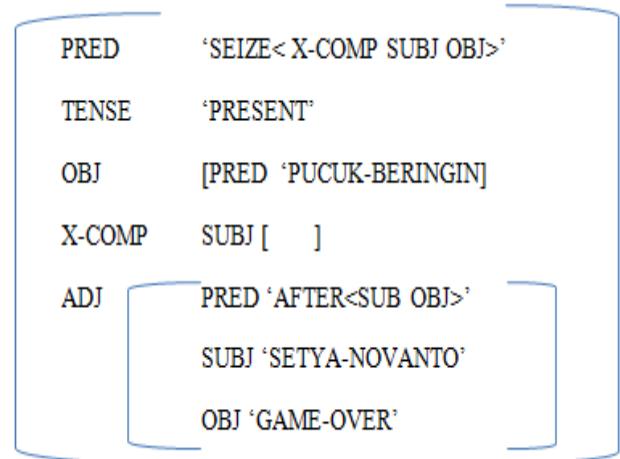 PRED ‘SEIZE< X-COMP SUBJ OBJ>’
TENSE ‘PRESENT’
OBJ [PRED ‘PUCUK-BERINGIN]
X-COMP SUBJ [ ]
ADJ PRED ‘AFTER<SUB OBJ>’
SUBJ ‘SETYA-NOVANTO’
OBJ ‘GAME-OVER’